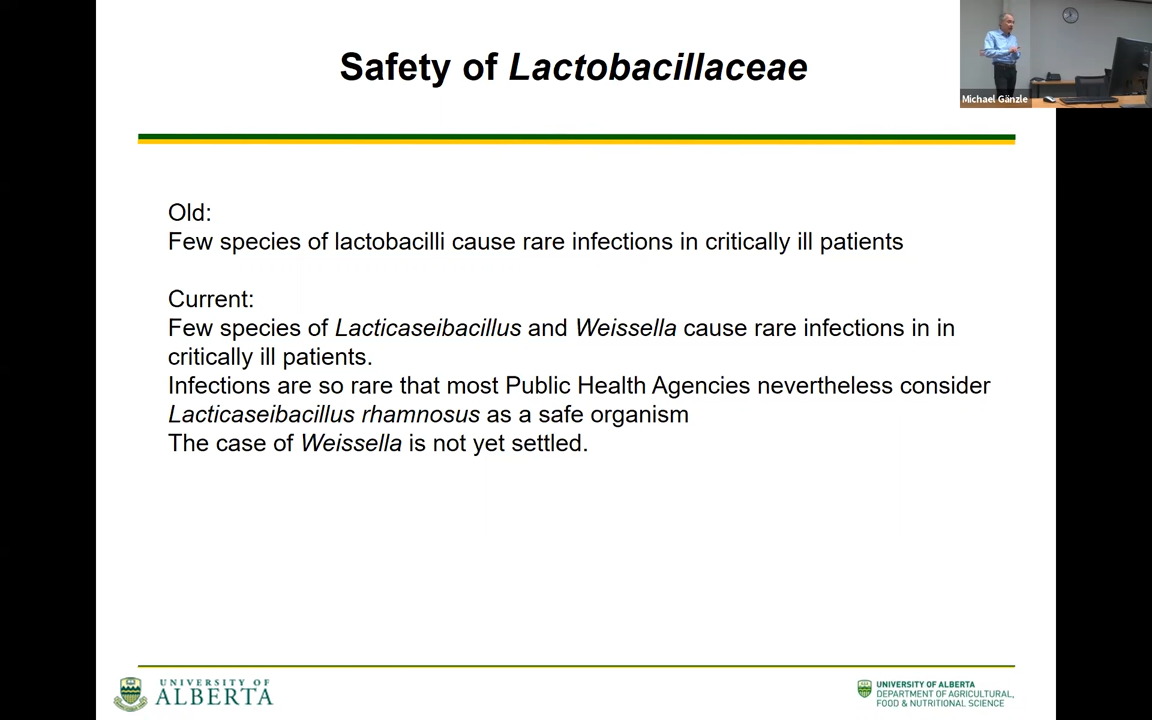 Safety of Lactobacillaceae
Michael Gänzle
Old:
Few species of lactobacilli cause rare infections in critically ill patients
Current:
Few species of Lacticaseibacillus and Weissella cause rare infections in in
critically ill patients.
Infections are so rare that most Public Health Agencies nevertheless consider
Lacticaseibacillus rhamnosus as a safe organism
The case of Weissella is not yet settled.
UNIVERSITY OF
ALBERTA
UNIVERSITY OF ALBERTA
DEPARTMENT OF AGRICULTURAL,
FOOD & NUTRITIONAL SCIENCE